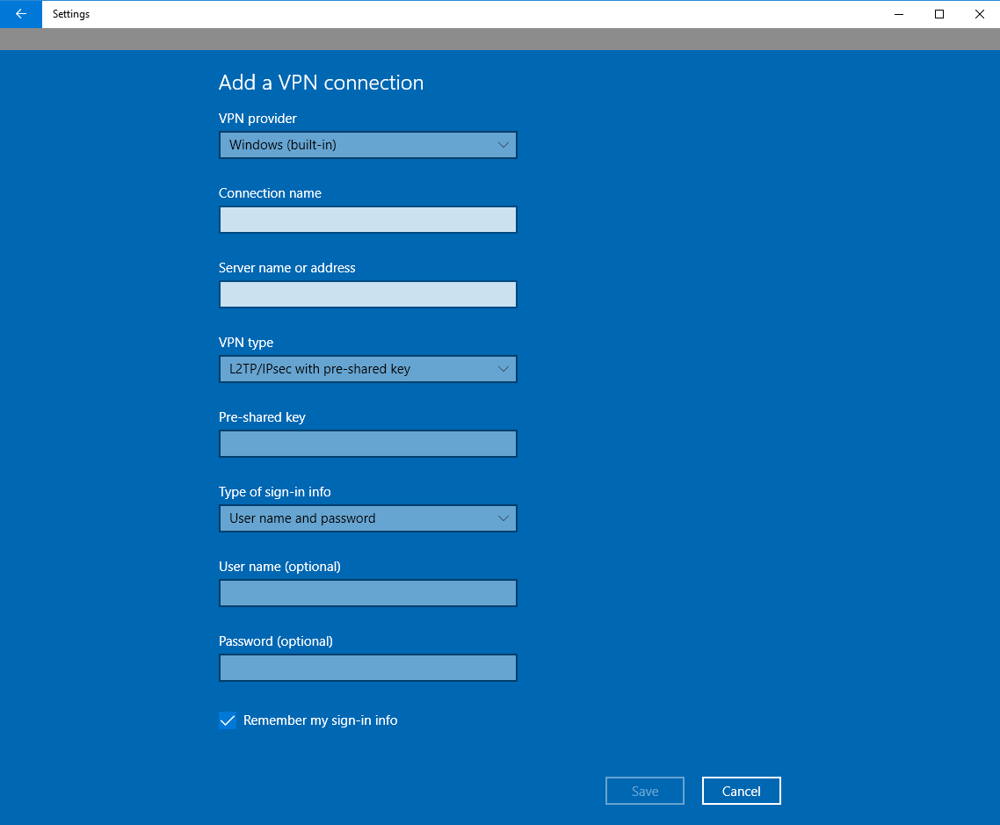 Settings
Add a VPN connection
VPN provider
Windows (built-in)
Connection name
Server name or address
VPN type
L2TP/IPsec with pre-shared key
Pre-shared key
Type of sign-in info
User name and password
User name (optional)
Password (optional)
Remember my sign-in info
Save Cancel